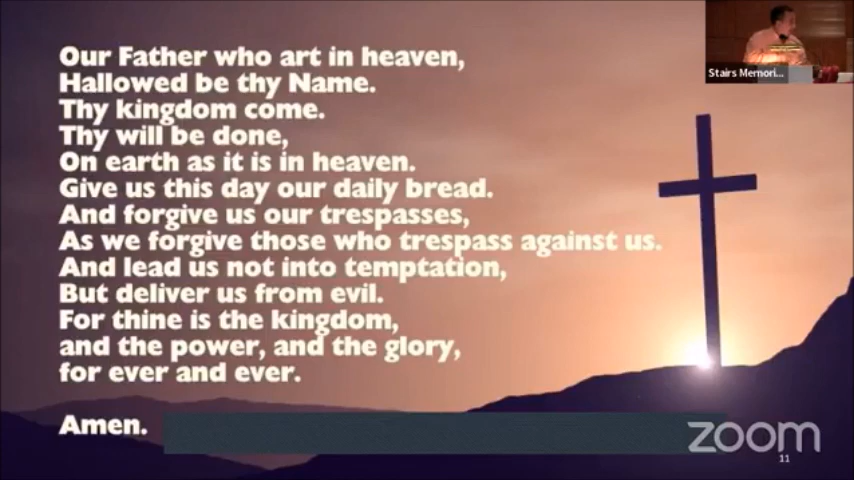 Our Father who art in heaven,
Hallowed be thy Name.
Thy kingdom come.
Thy will be done,
On earth as it is in heaven.
Give us this day our daily bread.
And forgive us our trespasses,
As we forgive those who trespass against us.
And lead us not into temptation,
But deliver us from evil.
For thine is the kingdom,
and the power, and the glory,
for ever and ever.
Amen.
Stairs Memori...
zoom
11